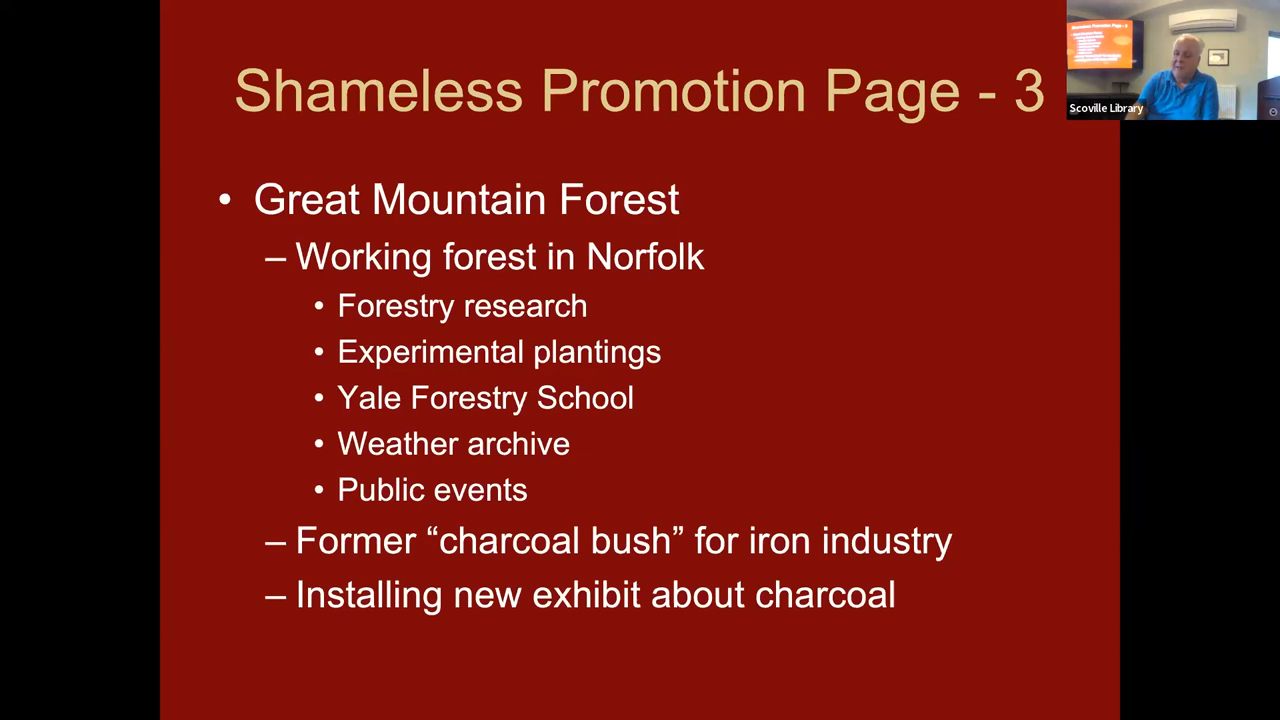 Shameless Promotion Page - 3
• Great Mountain Forest
– Working forest in Norfolk
• Forestry research
• Experimental plantings
• Yale Forestry School
• Weather archive
• Public events
– Former “charcoal bush” for iron industry
– Installing new exhibit about charcoal
Scoville Library